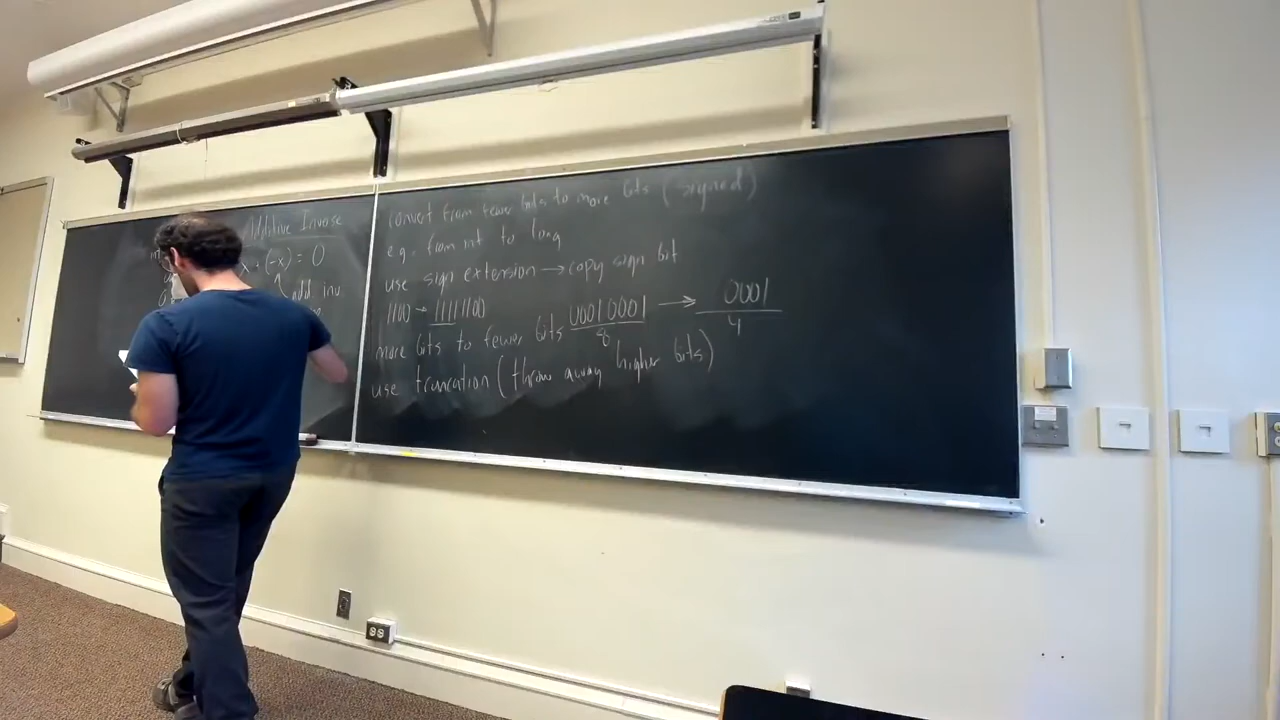 Additive Inverse
x + (-x) = 0
add. inv
convert from fewer bits to more bits (signed)
e.g. from int to long
use sign extension → copy sign bit
1100 → 11111100
more bits to fewer bits 00010001 → 0001
8 4
use truncation (throw away higher bits)